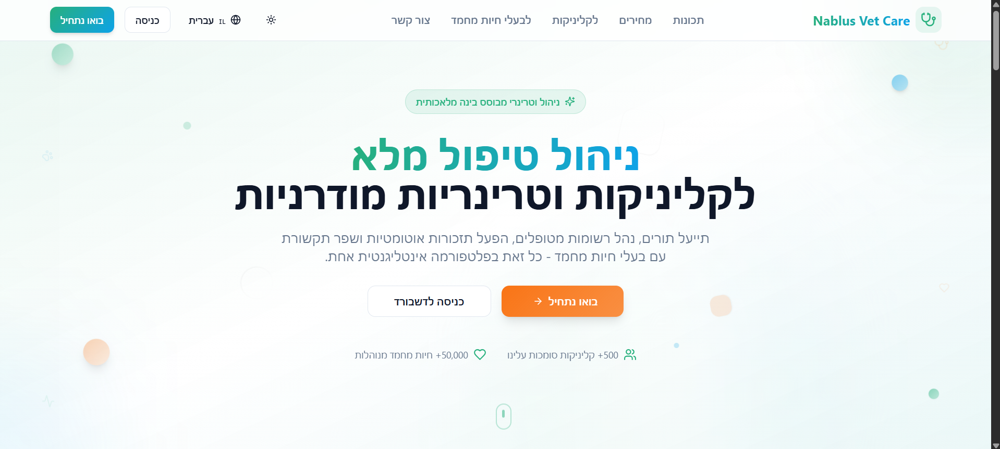 Nablus Vet Care
תכונות
מחירים
לקליניקות
לבעלי חיות מחמד
צור קשר
עברית IL
כניסה
בואו נתחיל
ניהול וטרינרי מבוסס בינה מלאכותית
ניהול טיפול מלא
לקליניקות וטרינריות מודרניות
תייעל תורים, נהל רשומות מטופלים, הפעל תזכורות אוטומטיות ושפר תקשורת
עם בעלי חיות מחמד - כל זאת בפלטפורמה אינטליגנטית אחת.
בואו נתחיל
כניסה לדשבורד
500+ קליניקות סומכות עלינו
50,000+ חיות מחמד מנוהלות